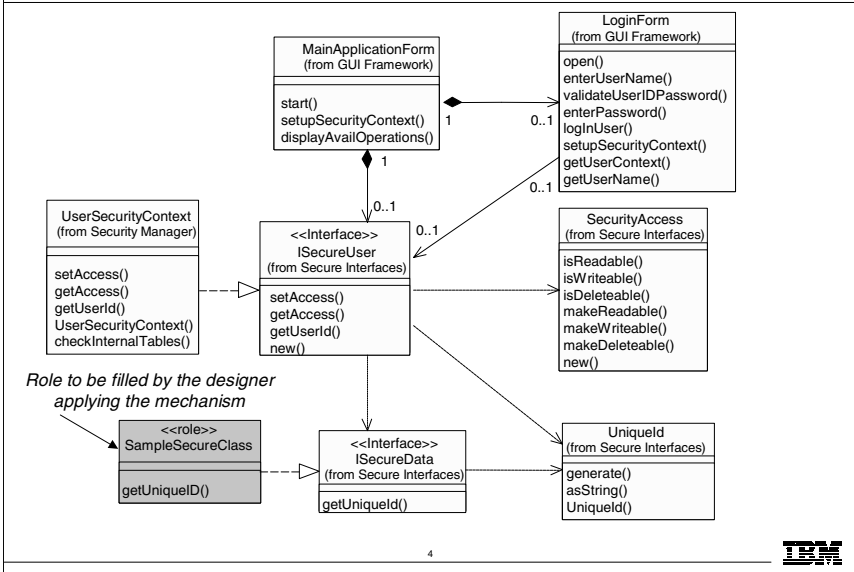 MainApplicationForm
(from GUI Framework)
start()
setupSecurityContext()
displayAvailOperations()
1
0..1
LoginForm
(from GUI Framework)
open()
enterUserName()
validateUserIDPassword()
enterPassword()
logInUser()
setupSecurityContext()
getUserContext()
getUserName()
1
0..1
0..1
0..1
UserSecurityContext
(from Security Manager)
setAccess()
getAccess()
getUserId()
UserSecurityContext()
checkInternalTables()
<<Interface>>
ISecureUser
(from Secure Interfaces)
setAccess()
getAccess()
getUserId()
new()
SecurityAccess
(from Secure Interfaces)
isReadable()
isWriteable()
isDeleteable()
makeReadable()
makeWriteable()
makeDeleteable()
new()
Role to be filled by the designer
applying the mechanism
<<role>>
SampleSecureClass
getUniqueID()
<<Interface>>
ISecureData
(from Secure Interfaces)
getUniqueId()
UniqueId
(from Secure Interfaces)
generate()
asString()
UniqueId()
4
IBM